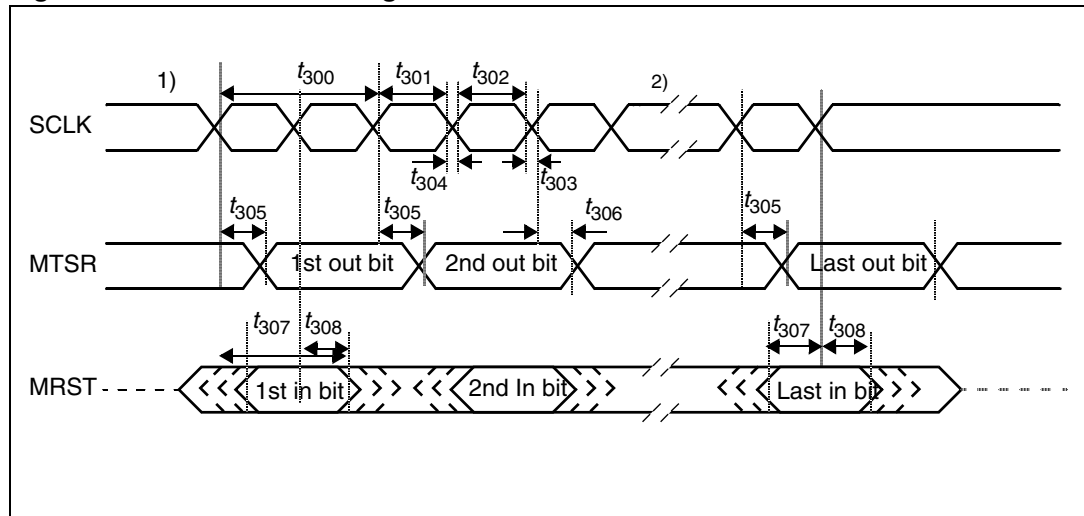 1)
t300
t301
t302
2)
SCLK
t304
t303
t305
t305
t306
t305
MTSR
1st out bit
2nd out bit
Last out bit
t307
t308
t307
t308
MRST
1st in bit
2nd In bit
Last in bit